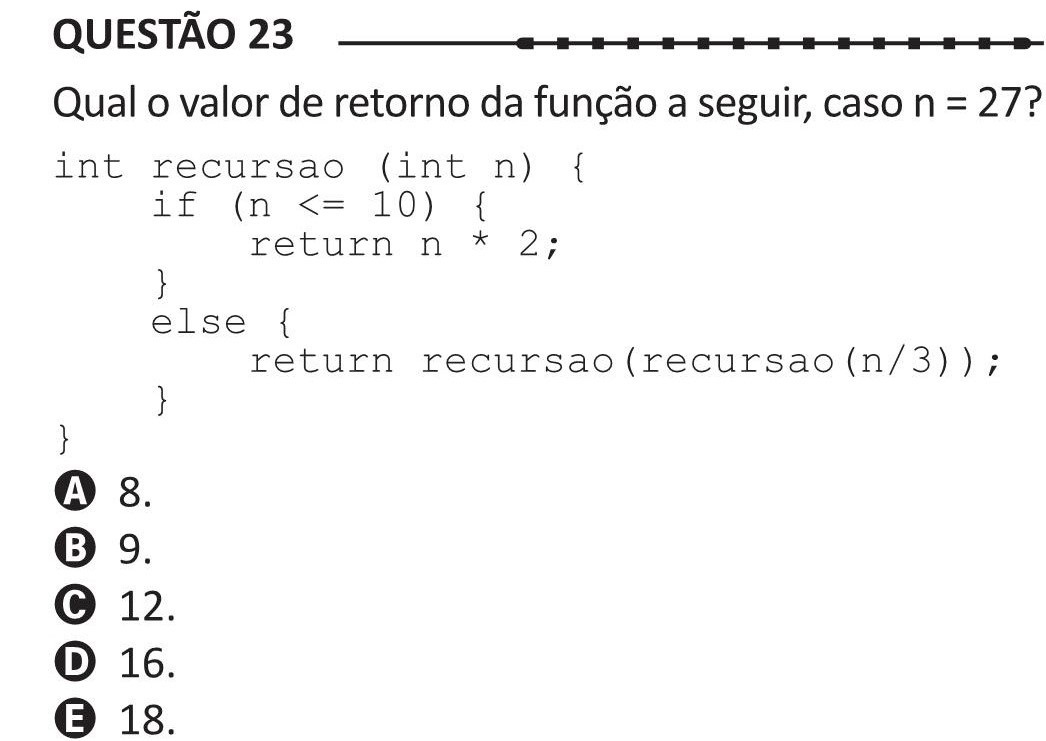 QUESTÃO 23
Qual o valor de retorno da função a seguir, caso n = 27?
int recursao (int n) {
if (n <= 10) {
return n * 2;
}
else {
return recursao(recursao(n/3));
}
}
A 8.
B 9.
C 12.
D 16.
E 18.